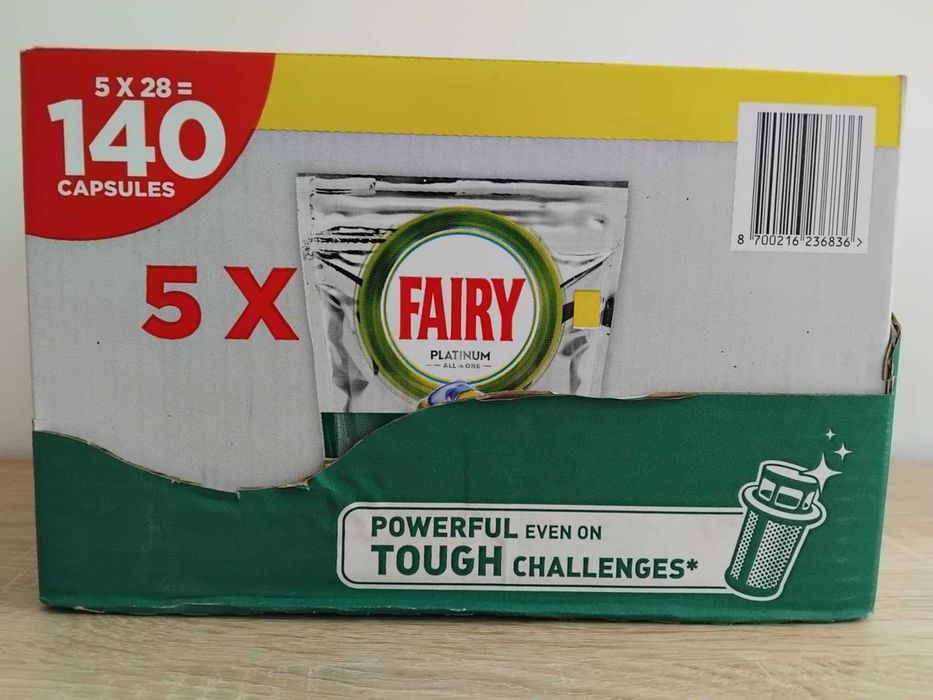 5 X 28 =
140
CAPSULES
5 X
FAIRY
PLATINUM
ALL in ONE
8 700216 236836 >
POWERFUL EVEN ON
TOUGH CHALLENGES*